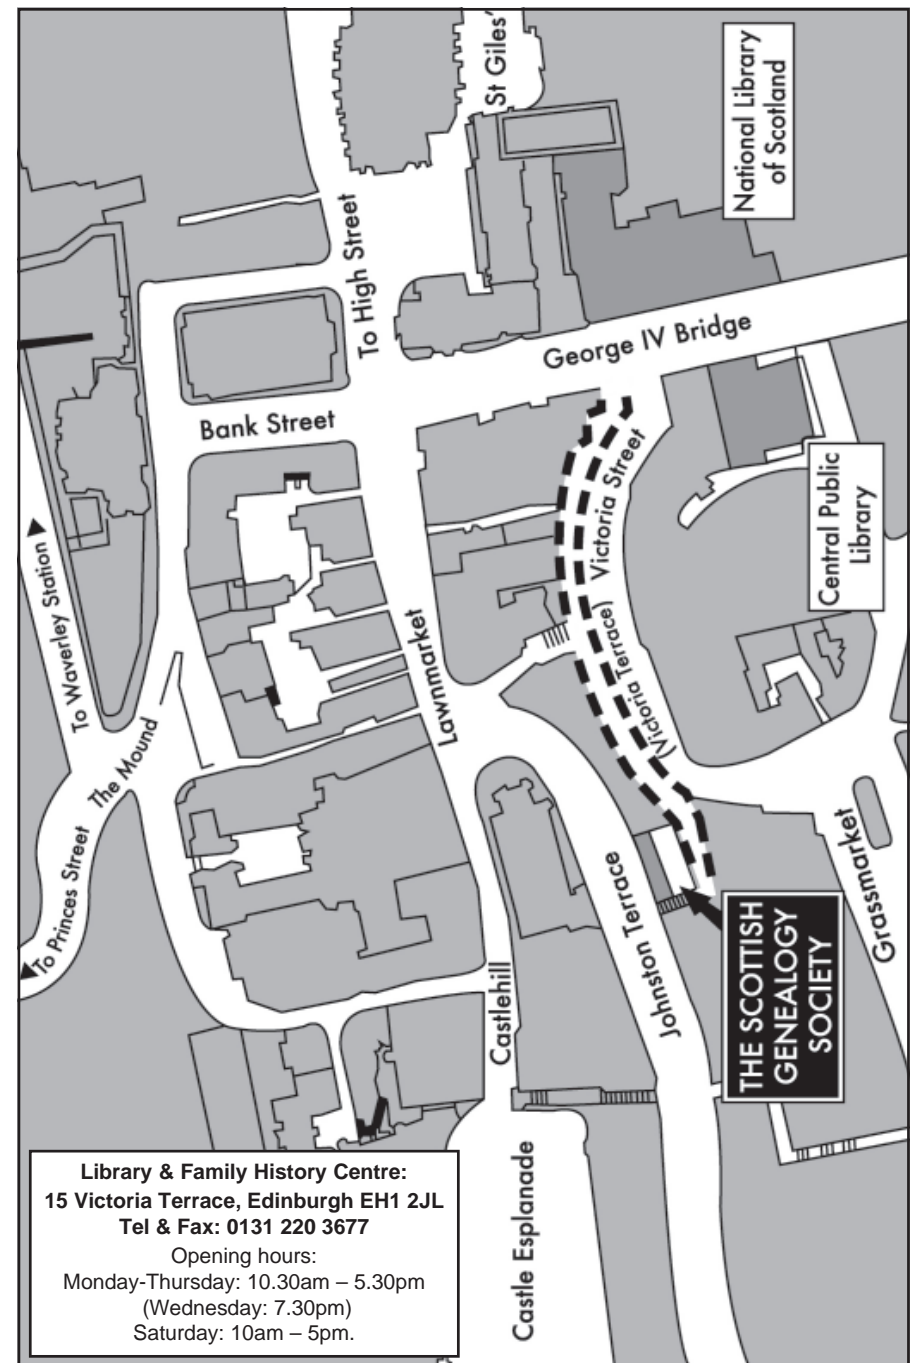 St Giles'
National Library
of Scotland
To High Street
George IV Bridge
Bank Street
Victoria Street
Central Public
Library
To Waverley Station
(Victoria Terrace)
Lawnmarket
The Mound
To Princes Street
Johnston Terrace
Grassmarket
THE SCOTTISH
GENEALOGY
SOCIETY
Castlehill
Castle Esplanade
Library & Family History Centre:
15 Victoria Terrace, Edinburgh EH1 2JL
Tel & Fax: 0131 220 3677
Opening hours:
Monday-Thursday: 10.30am – 5.30pm
(Wednesday: 7.30pm)
Saturday: 10am – 5pm.